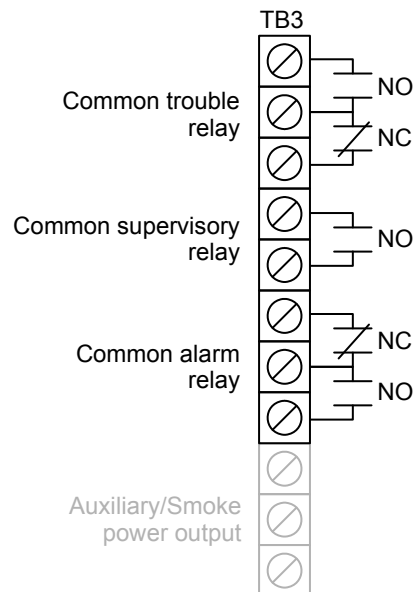 TB3
NO
Common trouble
relay
NC
Common supervisory
relay
NO
NC
Common alarm
relay
NO
Auxiliary/Smoke
power output